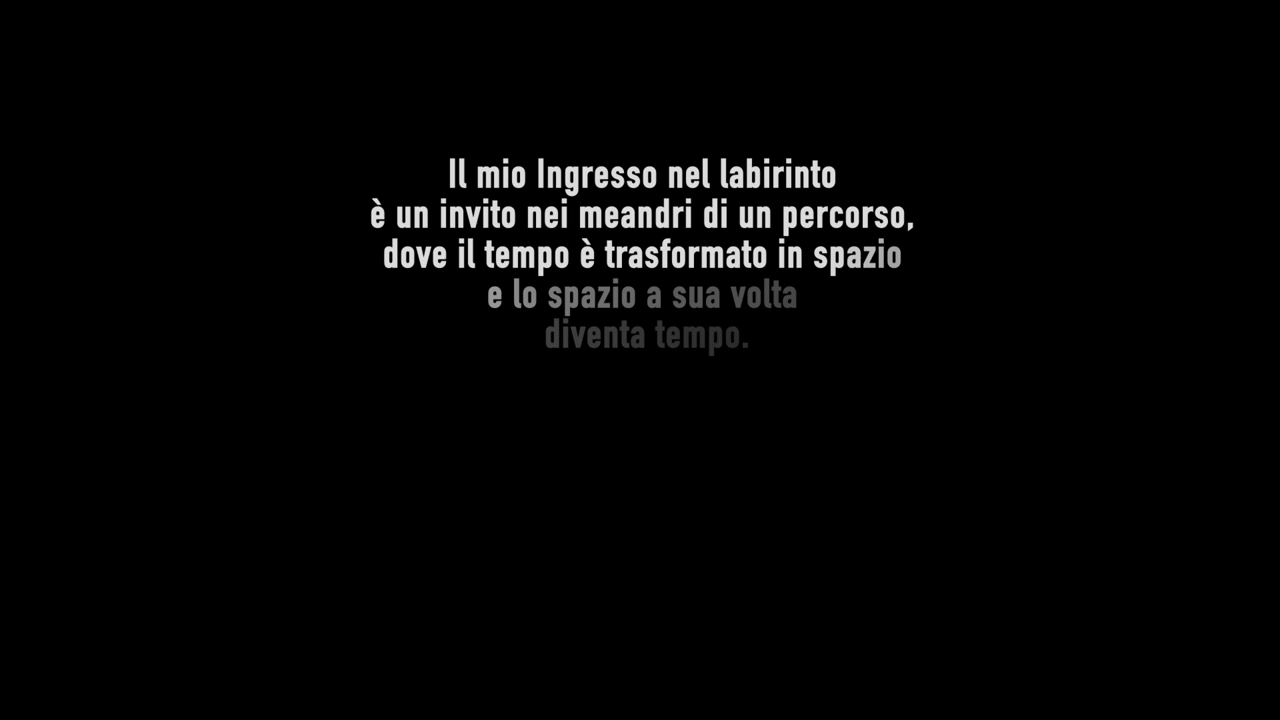 Il mio Ingresso nel labirinto
è un invito nei meandri di un percorso,
dove il tempo è trasformato in spazio
e lo spazio a sua volta
diventa tempo.